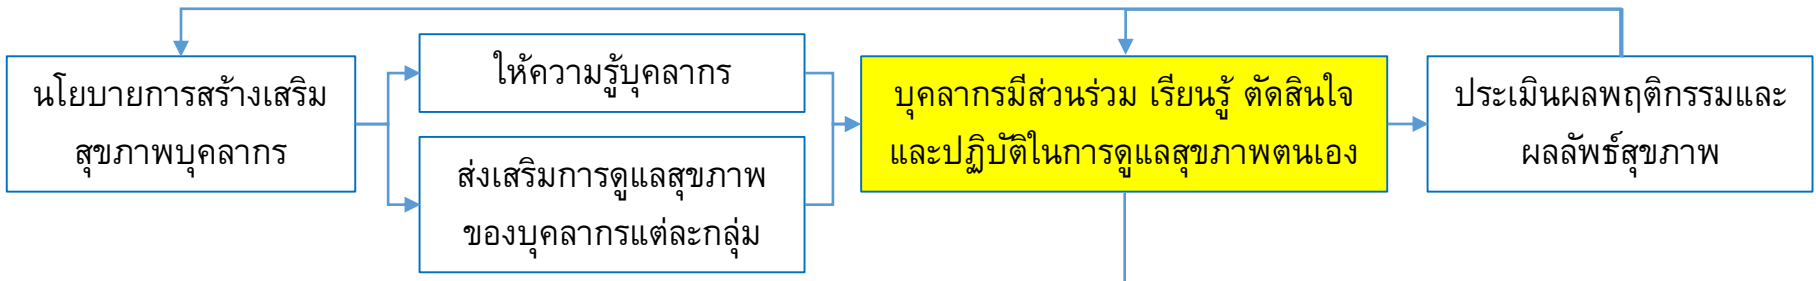 นโยบายการสร้างเสริม
สุขภาพบุคลากร
ให้ความรู้บุคลากร
ส่งเสริมการดูแลสุขภาพ
ของบุคลากรแต่ละกลุ่ม
บุคลากรมีส่วนร่วม เรียนรู้ ตัดสินใจ
และปฏิบัติในการดูแลสุขภาพตนเอง
ประเมินผลพฤติกรรมและ
ผลลัพธ์สุขภาพ